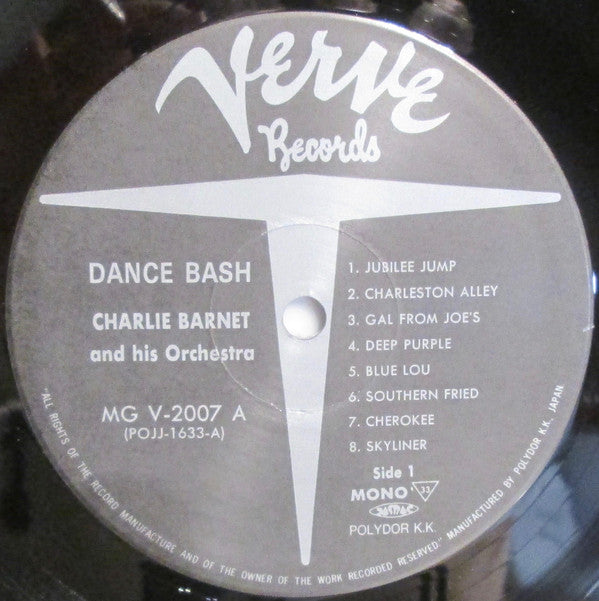 Verve
Records
DANCE BASH
CHARLIE BARNET
and his Orchestra
MG V-2007 A
(POJJ-1633-A)
1. JUBILEE JUMP
2. CHARLESTON ALLEY
3. GAL FROM JOE'S
4. DEEP PURPLE
5. BLUE LOU
6. SOUTHERN FRIED
7. CHEROKEE
8. SKYLINER
Side 1
MONO 33
POLYDOR K.K.
"ALL RIGHTS OF THE RECORD MANUFACTURE AND OF THE OWNER OF THE WORK RECORDED RESERVED." MANUFACTURED BY POLYDOR K.K. JAPAN